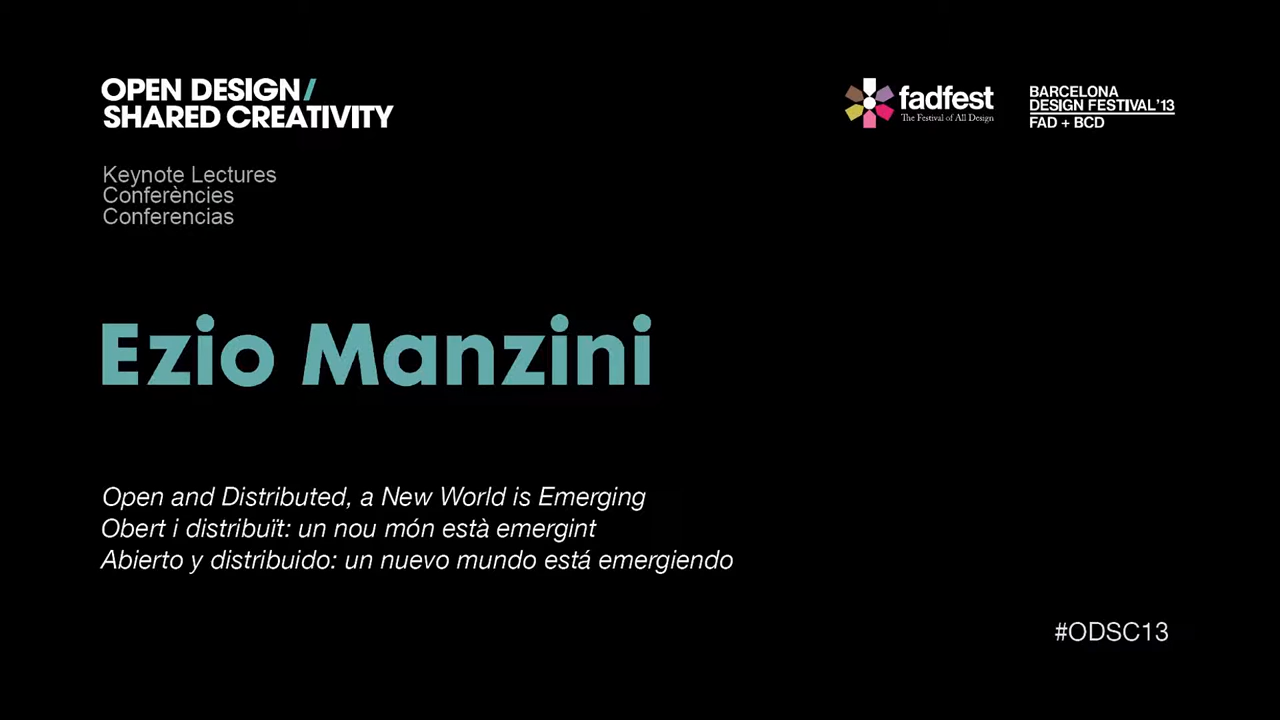 OPEN DESIGN/
SHARED CREATIVITY
fadfest
The Festival of All Design
BARCELONA
DESIGN FESTIVAL'13
FAD + BCD
Keynote Lectures
Conferències
Conferencias
Ezio Manzini
Open and Distributed, a New World is Emerging
Obert i distribuït: un nou món està emergint
Abierto y distribuido: un nuevo mundo está emergiendo
#ODSC13